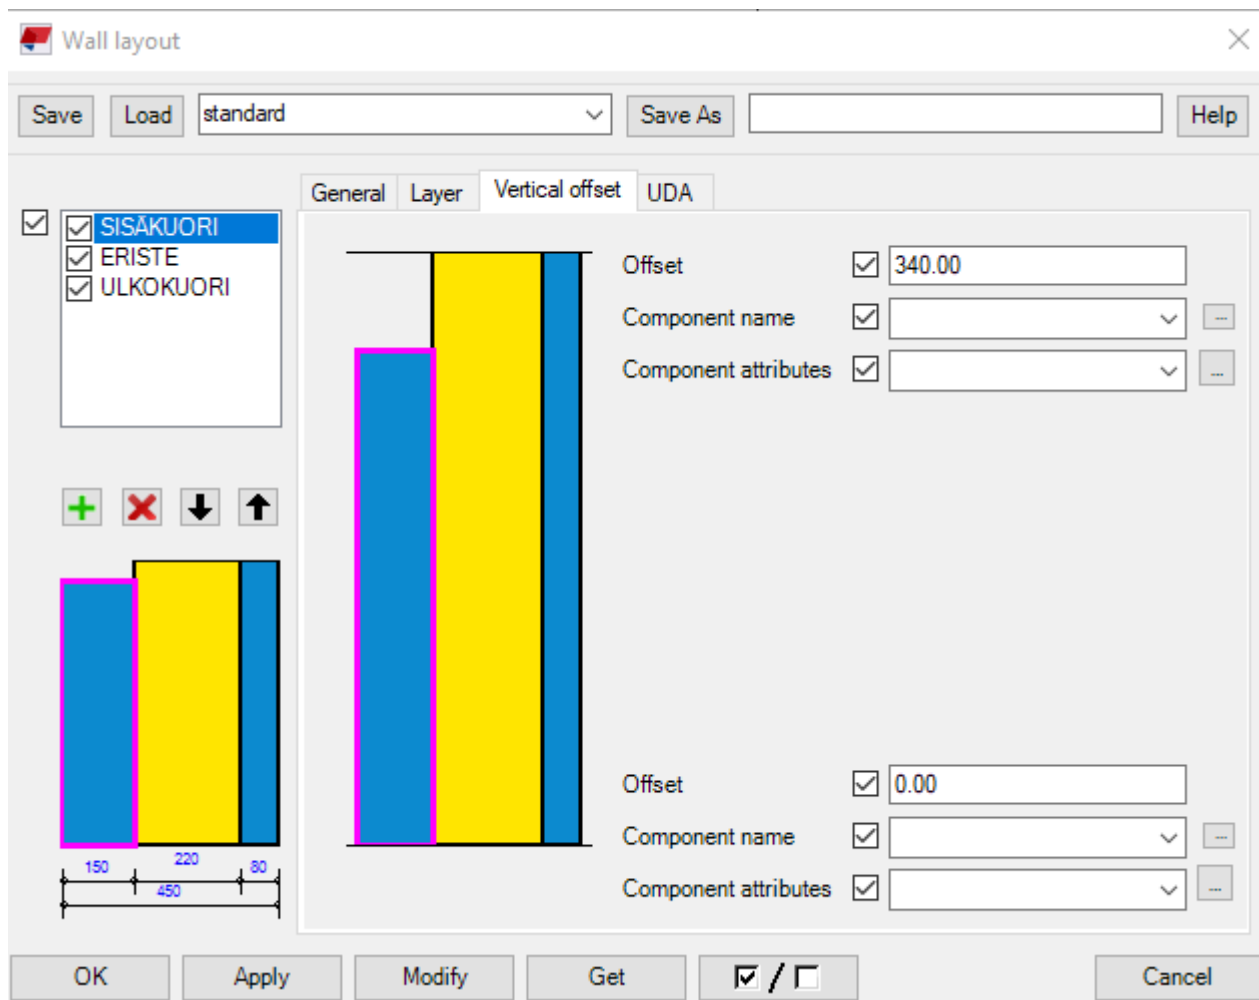 Wall layout
Save Load standard Save As Help
General Layer Vertical offset UDA
SISÄKUORI
ERISTE
ULKOKUORI
Offset 340.00
Component name ...
Component attributes ...
150 220 80
450
Offset 0.00
Component name ...
Component attributes ...
OK Apply Modify Get / Cancel